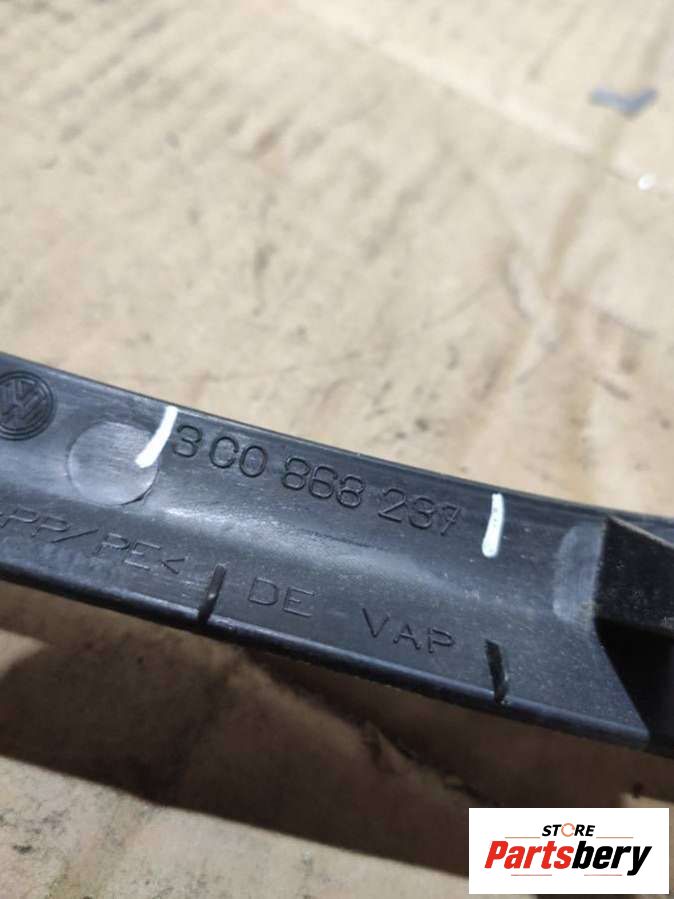 3C0 868 237
>PP/PE<
DE VAP
STORE
Partsbery